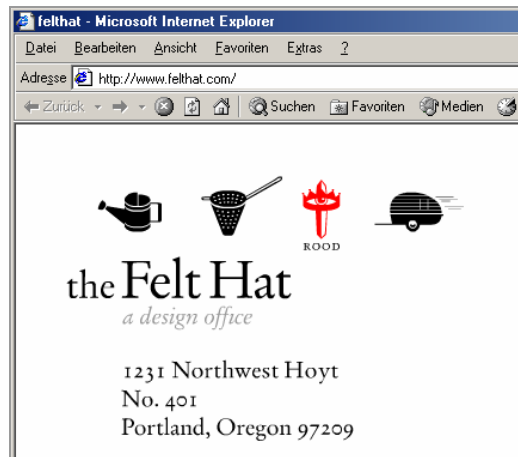 felthat - Microsoft Internet Explorer
Datei Bearbeiten Ansicht Favoriten Extras ?
Adresse http://www.felthat.com/
Zurück Suchen Favoriten Medien
ROOD
the Felt Hat
a design office
1231 Northwest Hoyt
No. 401
Portland, Oregon 97209